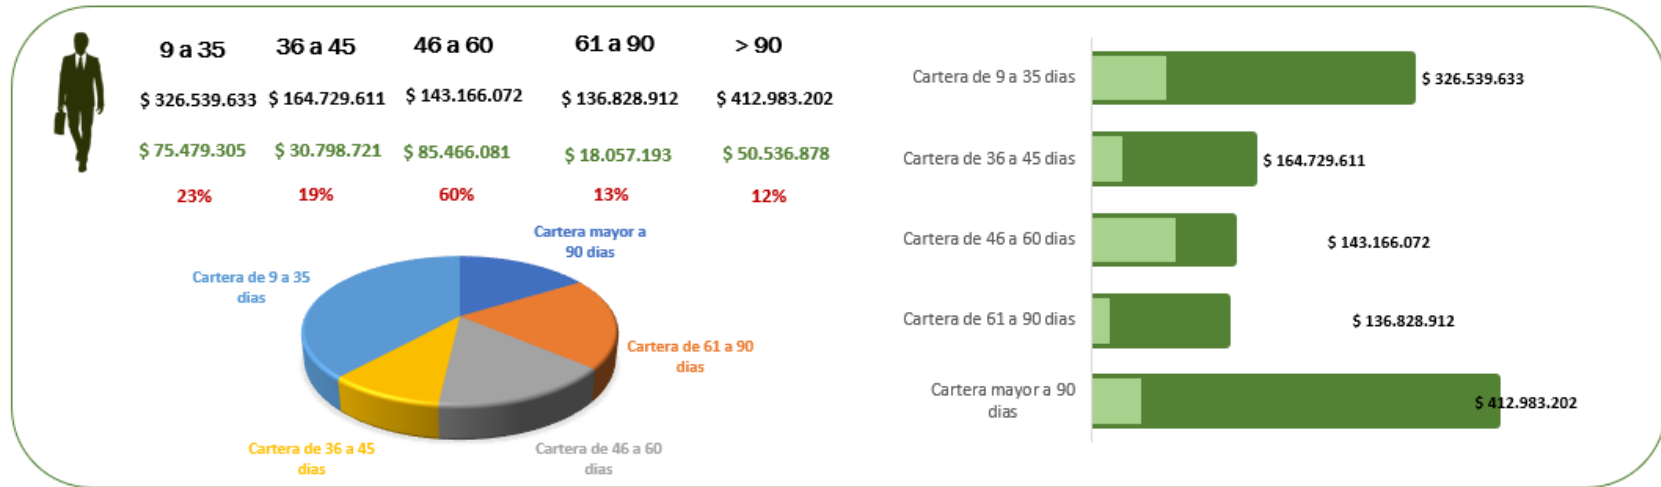 9 a 35 36 a 45 46 a 60 61 a 90 > 90
$ 326.539.633 $ 164.729.611 $ 143.166.072 $ 136.828.912 $ 412.983.202
$ 75.479.305 $ 30.798.721 $ 85.466.081 $ 18.057.193 $ 50.536.878
23% 19% 60% 13% 12%
Cartera mayor a
90 dias
Cartera de 9 a 35
dias
Cartera de 61 a 90
dias
Cartera de 36 a 45
dias
Cartera de 46 a 60
dias
Cartera de 9 a 35 dias $ 326.539.633
Cartera de 36 a 45 dias $ 164.729.611
Cartera de 46 a 60 dias $ 143.166.072
Cartera de 61 a 90 dias $ 136.828.912
Cartera mayor a 90
dias
$ 412.983.202